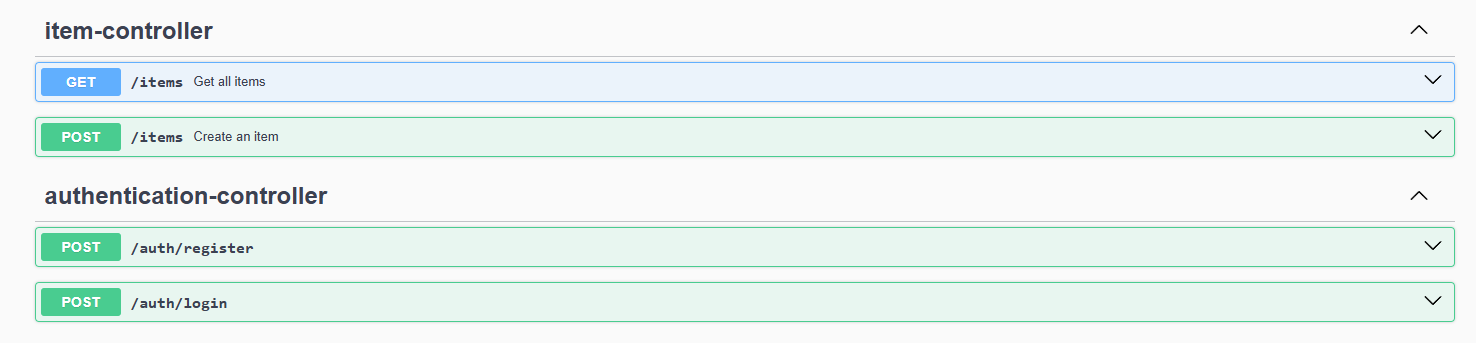 item-controller
GET /items Get all items
POST /items Create an item
authentication-controller
POST /auth/register
POST /auth/login